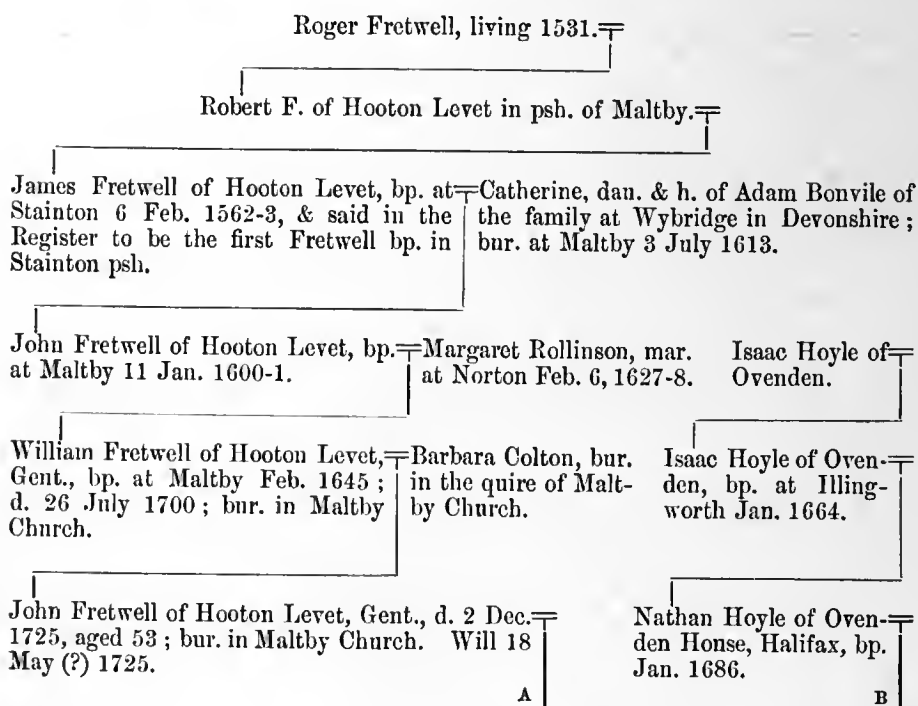 Roger Fretwell, living 1531.
Robert F. of Hooton Levet in psh. of Maltby.
James Fretwell of Hooton Levet, bp. at
Stainton 6 Feb. 1562-3, & said in the
Register to be the first Fretwell bp. in
Stainton psh.
Catherine, dau. & h. of Adam Bonvile of
the family at Wybridge in Devonshire ;
bur. at Maltby 3 July 1613.
John Fretwell of Hooton Levet, bp.
at Maltby 11 Jan. 1600-1.
Margaret Rollinson, mar.
at Norton Feb. 6, 1627-8.
Isaac Hoyle of
Ovenden.
William Fretwell of Hooton Levet,
Gent., bp. at Maltby Feb. 1645 ;
d. 26 July 1700 ; bur. in Maltby
Church.
Barbara Colton, bur.
in the quire of Malt-
by Church.
Isaac Hoyle of Oven-
den, bp. at Illing-
worth Jan. 1664.
John Fretwell of Hooton Levet, Gent., d. 2 Dec.
1725, aged 53 ; bur. in Maltby Church. Will 18
May (?) 1725.
A
Nathan Hoyle of Oven-
den House, Halifax, bp.
Jan. 1686.
B